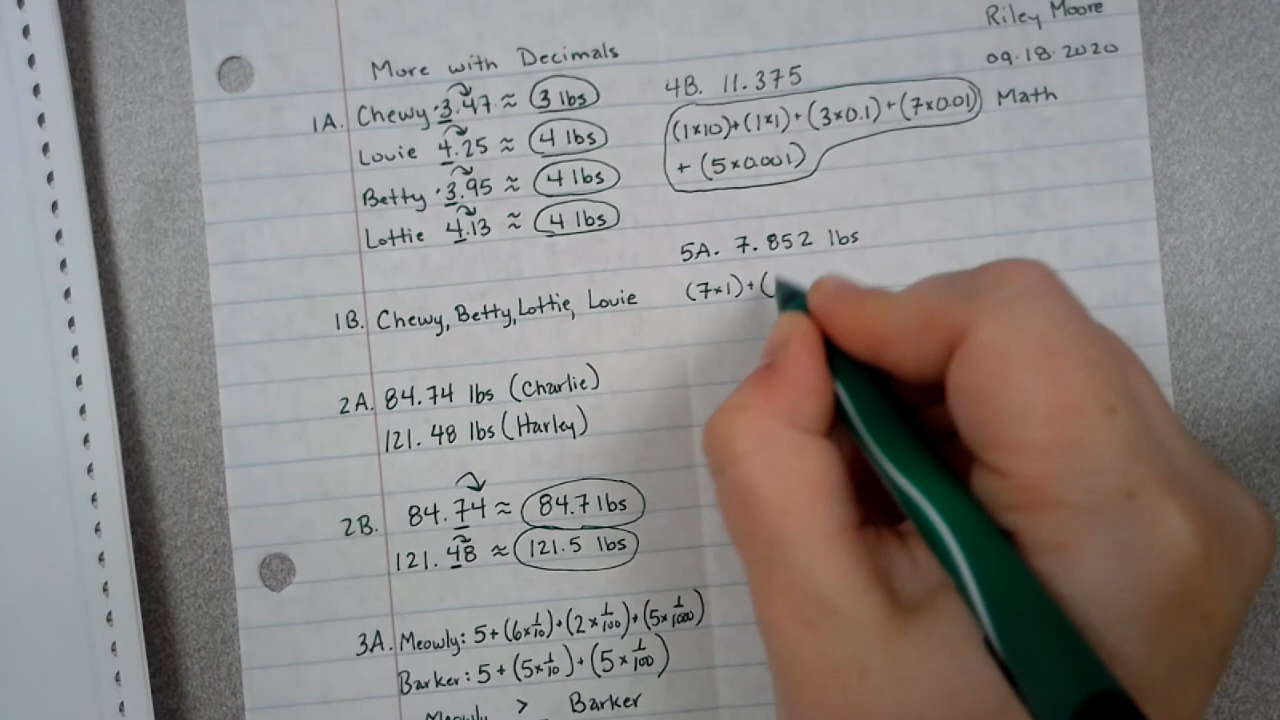 Riley Moore
09.18.2020
Math
More with Decimals
1A. Chewy ·3.47 ≈ 3 lbs
Louie 4.25 ≈ 4 lbs
Betty ·3.95 ≈ 4 lbs
Lottie 4.13 ≈ 4 lbs
1B. Chewy, Betty, Lottie, Louie
2A. 84.74 lbs (Charlie)
121.48 lbs (Harley)
2B. 84.74 ≈ 84.7 lbs
121.48 ≈ 121.5 lbs
3A. Meowly: 5+(6×1/10)+(2×1/100)+(5×1/1000)
Barker: 5+(5×1/10)+(5×1/100)
Meowly > Barker
4B. 11.375
(1×10)+(1×1)+(3×0.1)+(7×0.01)
+ (5×0.001)
5A. 7.852 lbs
(7×1)+(